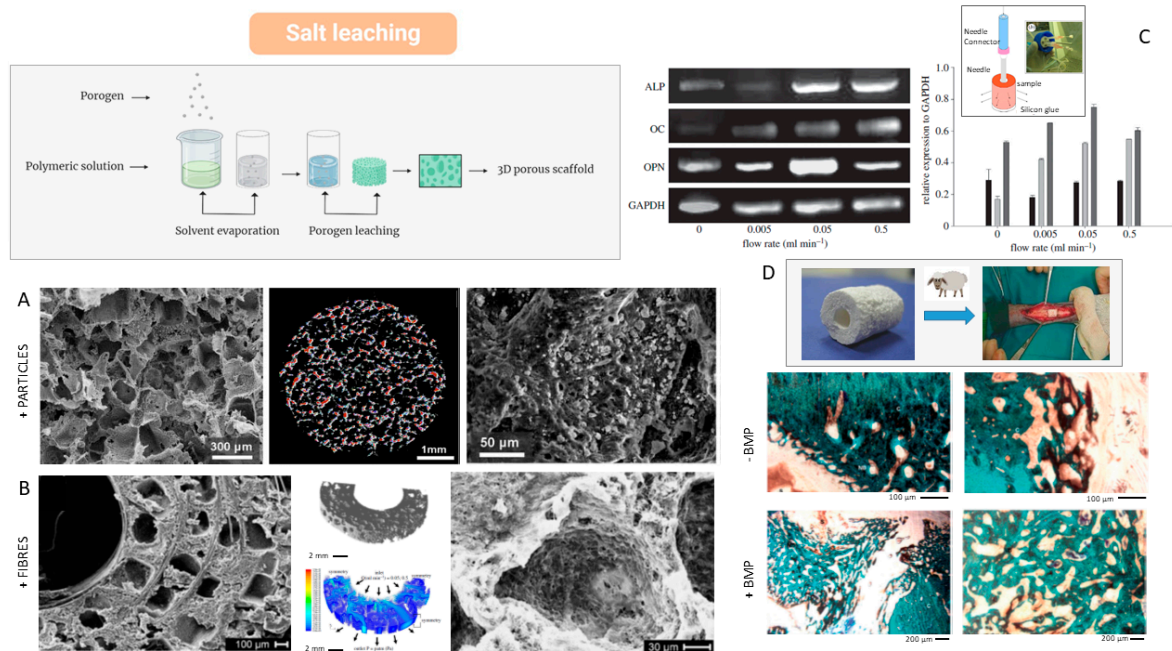 Salt leaching
Porogen
Polymeric solution
3D porous scaffold
Solvent evaporation
Porogen leaching
ALP
OC
OPN
GAPDH
0
0.005
0.05
0.5
flow rate (ml min⁻¹)
C
Needle
Connector
Needle
sample
Silicon glue
relative expression to GAPDH
1.0
0.8
0.6
0.4
0.2
0
0
0.005
0.05
0.5
flow rate (ml min⁻¹)
A
+ PARTICLES
300 µm
1mm
50 µm
B
+ FIBRES
100 µm
2 mm
symmetry
symmetry
symmetry
2 mm
30 µm
D
- BMP
100 µm
100 µm
+ BMP
200 µm
200 µm